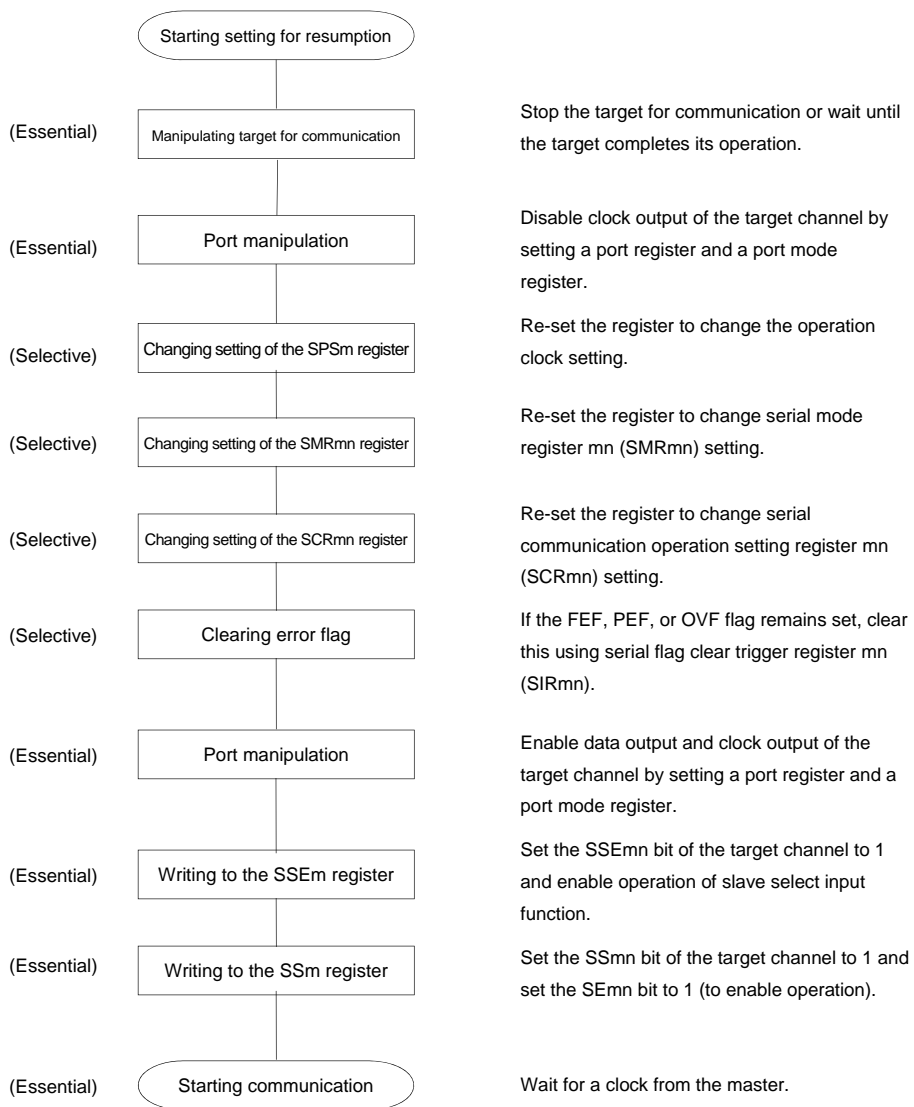 Starting setting for resumption
(Essential)
Manipulating target for communication
Stop the target for communication or wait until
the target completes its operation.
(Essential)
Port manipulation
Disable clock output of the target channel by
setting a port register and a port mode
register.
(Selective)
Changing setting of the SPSm register
Re-set the register to change the operation
clock setting.
(Selective)
Changing setting of the SMRmn register
Re-set the register to change serial mode
register mn (SMRmn) setting.
(Selective)
Changing setting of the SCRmn register
Re-set the register to change serial
communication operation setting register mn
(SCRmn) setting.
(Selective)
Clearing error flag
If the FEF, PEF, or OVF flag remains set, clear
this using serial flag clear trigger register mn
(SIRmn).
(Essential)
Port manipulation
Enable data output and clock output of the
target channel by setting a port register and a
port mode register.
(Essential)
Writing to the SSEm register
Set the SSEmn bit of the target channel to 1
and enable operation of slave select input
function.
(Essential)
Writing to the SSm register
Set the SSmn bit of the target channel to 1 and
set the SEmn bit to 1 (to enable operation).
(Essential)
Starting communication
Wait for a clock from the master.